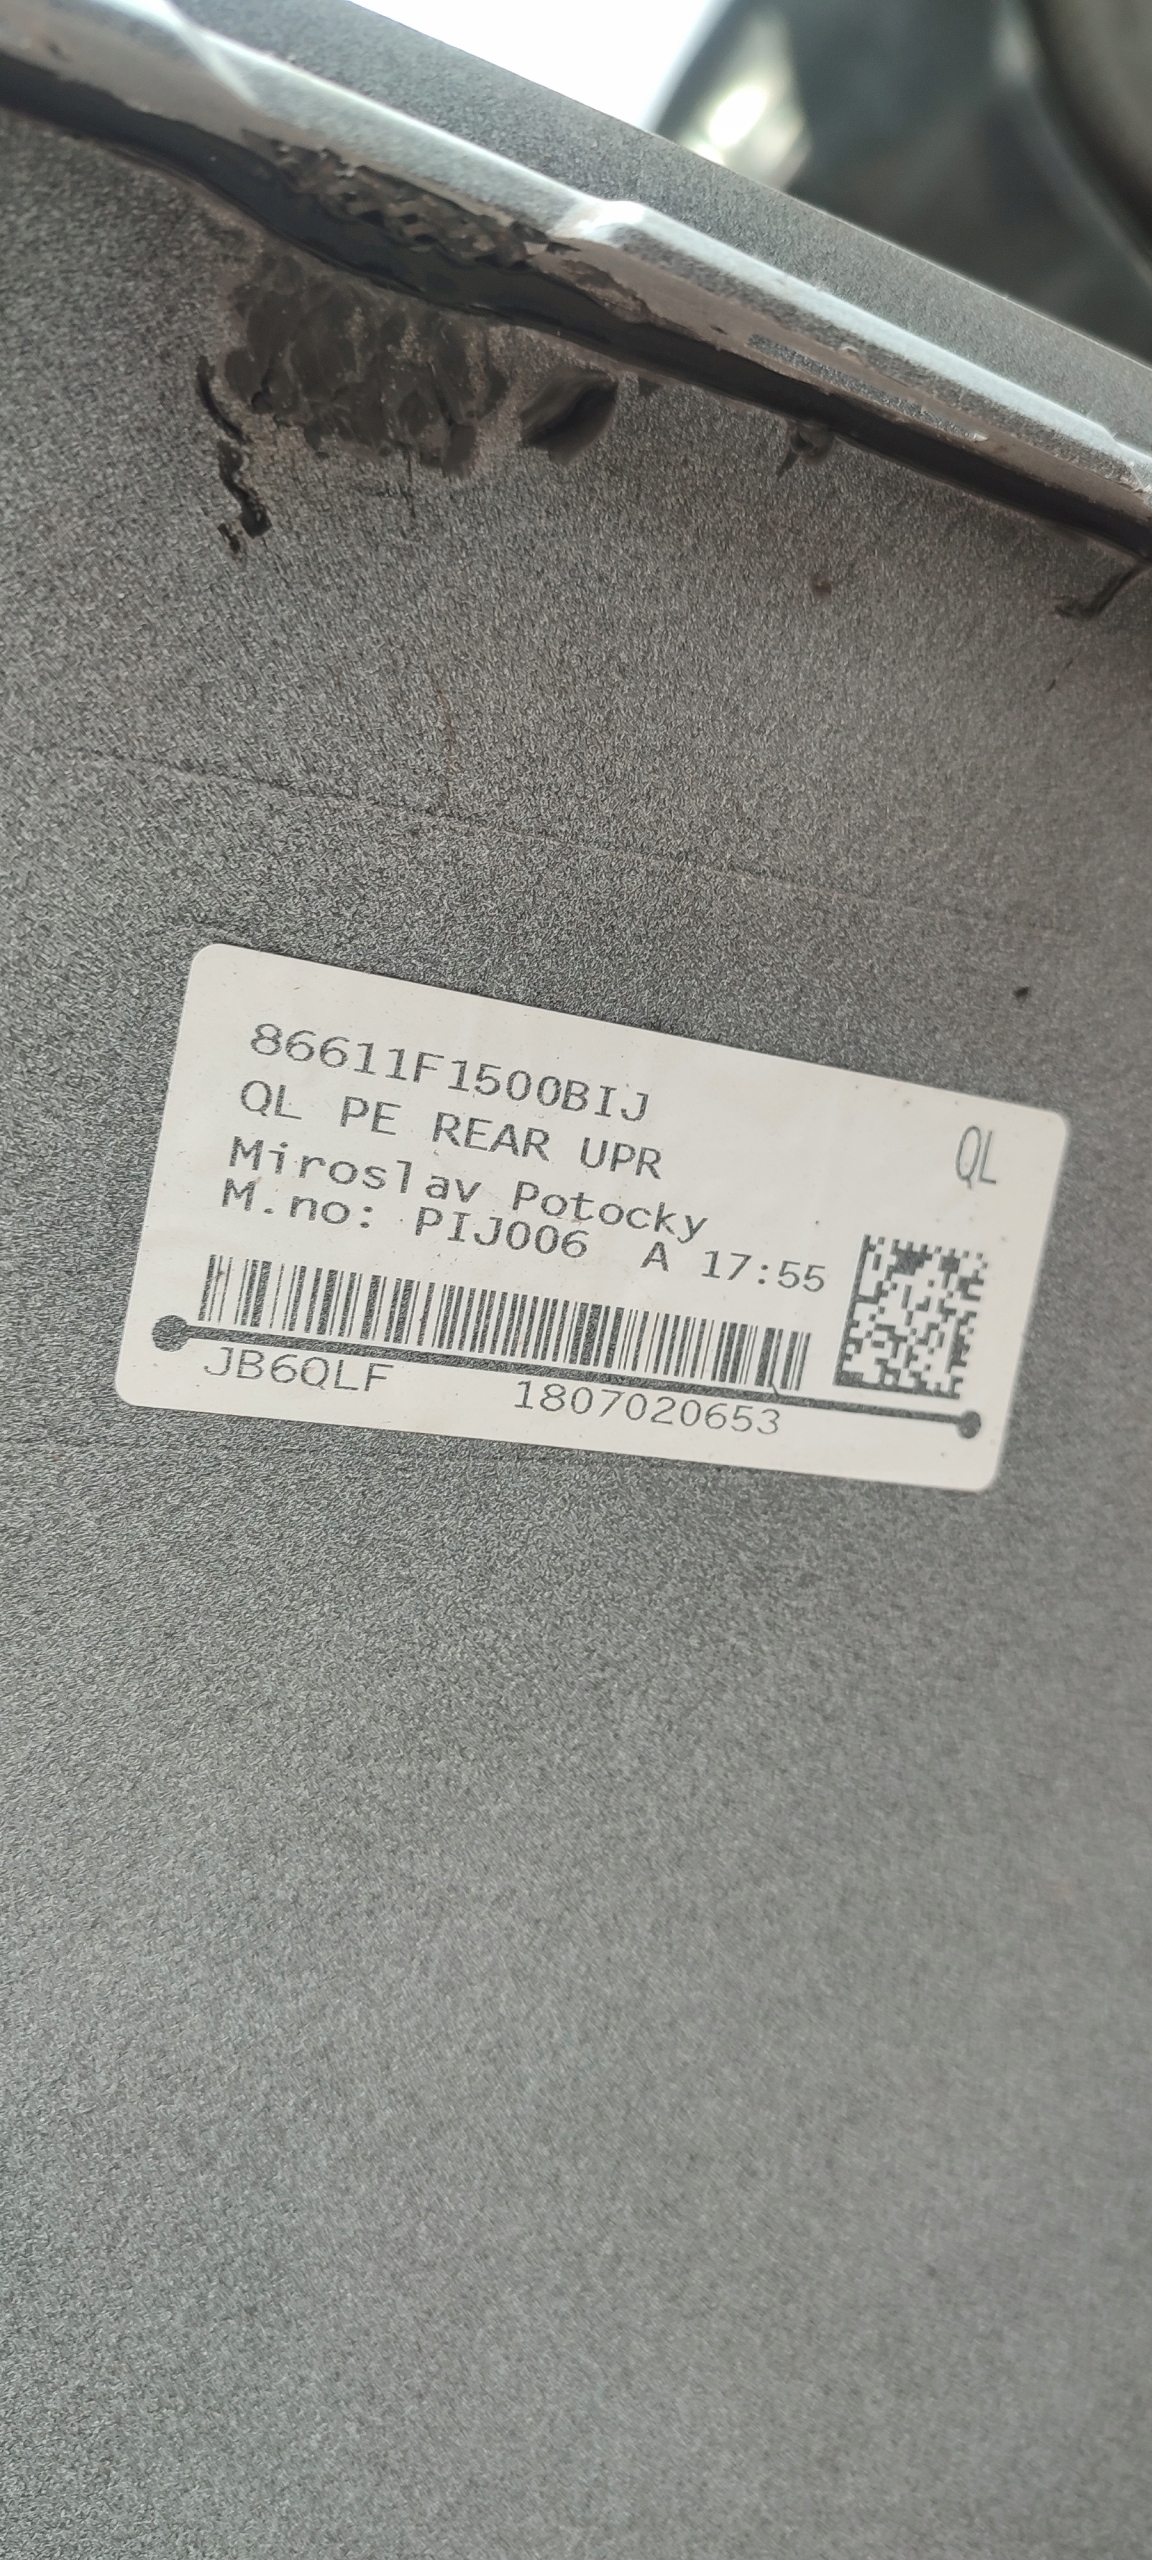 86611F1500BIJ
QL PE REAR UPR
QL
Miroslav Potocky
M.no: PIJ006 A 17:55
JB6QLF 1807020653